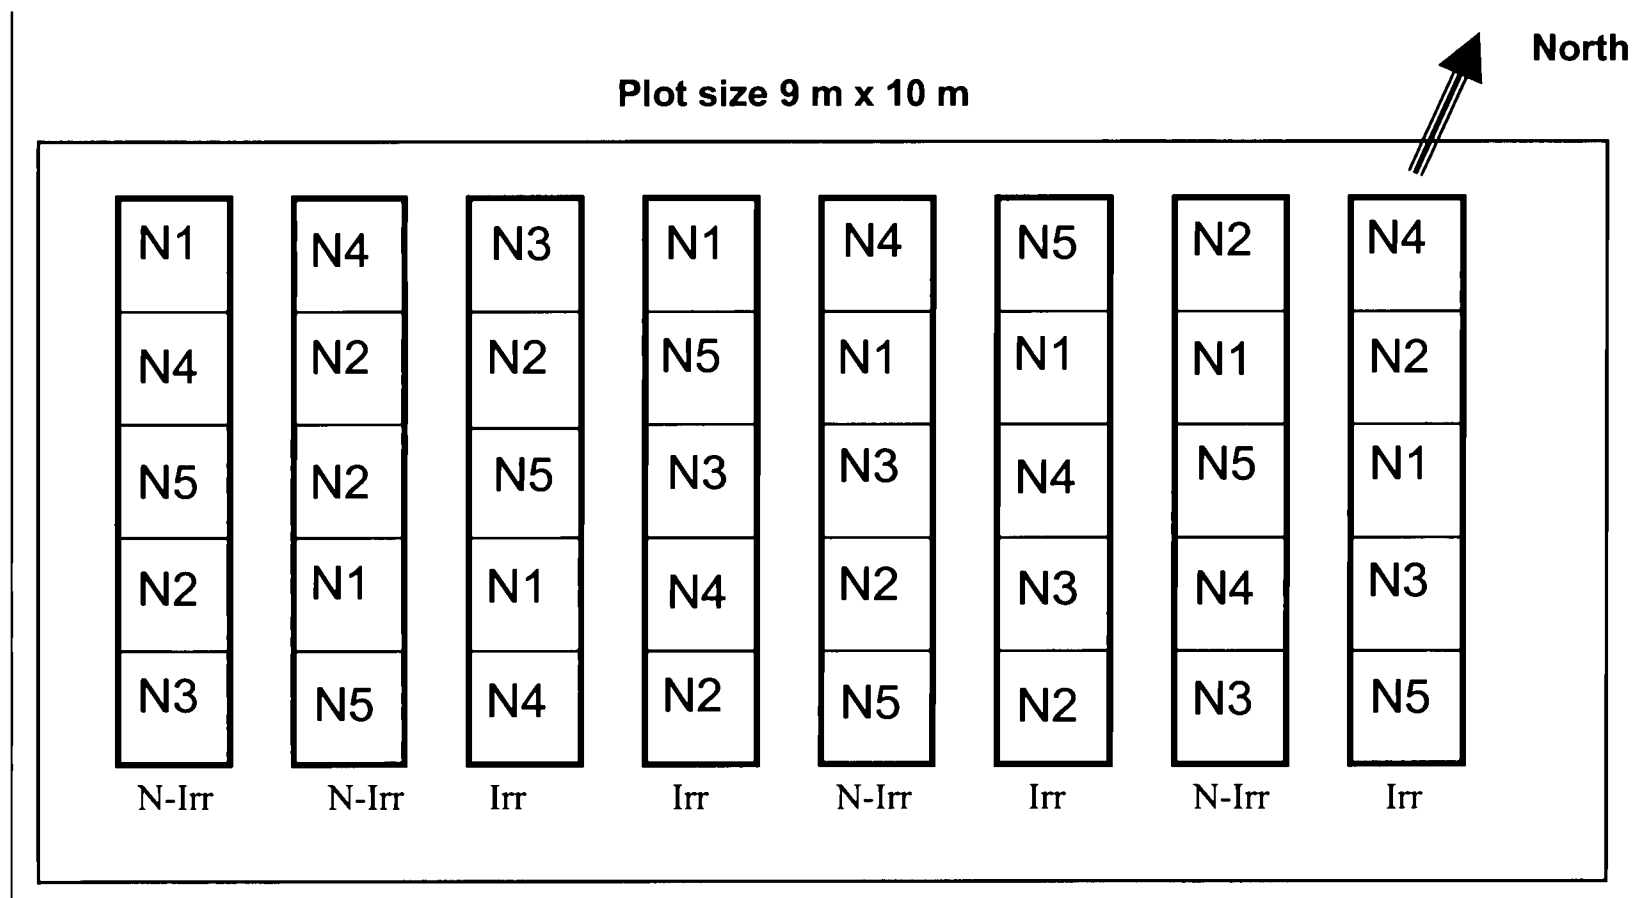 North
Plot size 9 m x 10 m
N1 N4 N3 N1 N4 N5 N2 N4
N4 N2 N2 N5 N1 N1 N1 N2
N5 N2 N5 N3 N3 N4 N5 N1
N2 N1 N1 N4 N2 N3 N4 N3
N3 N5 N4 N2 N5 N2 N3 N5
N-Irr N-Irr Irr Irr N-Irr Irr N-Irr Irr